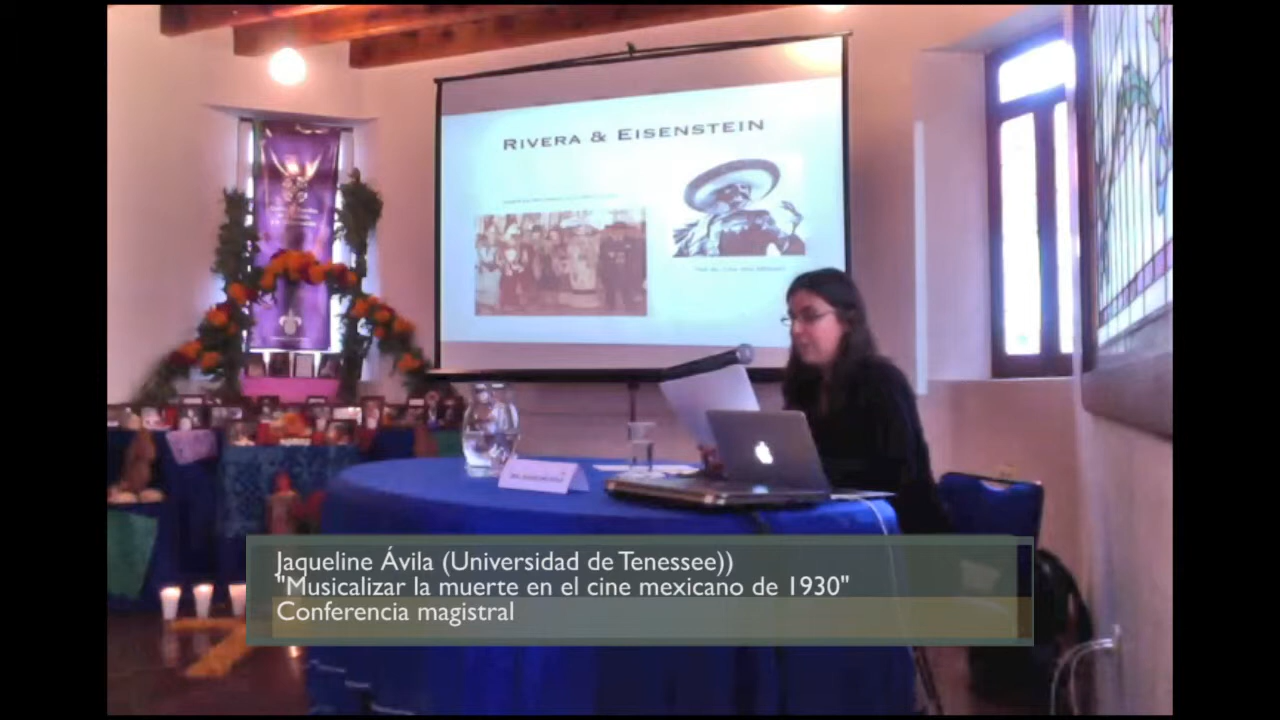 RIVERA & EISENSTEIN
Jaqueline Ávila (Universidad de Tenessee))
"Musicalizar la muerte en el cine mexicano de 1930"
Conferencia magistral